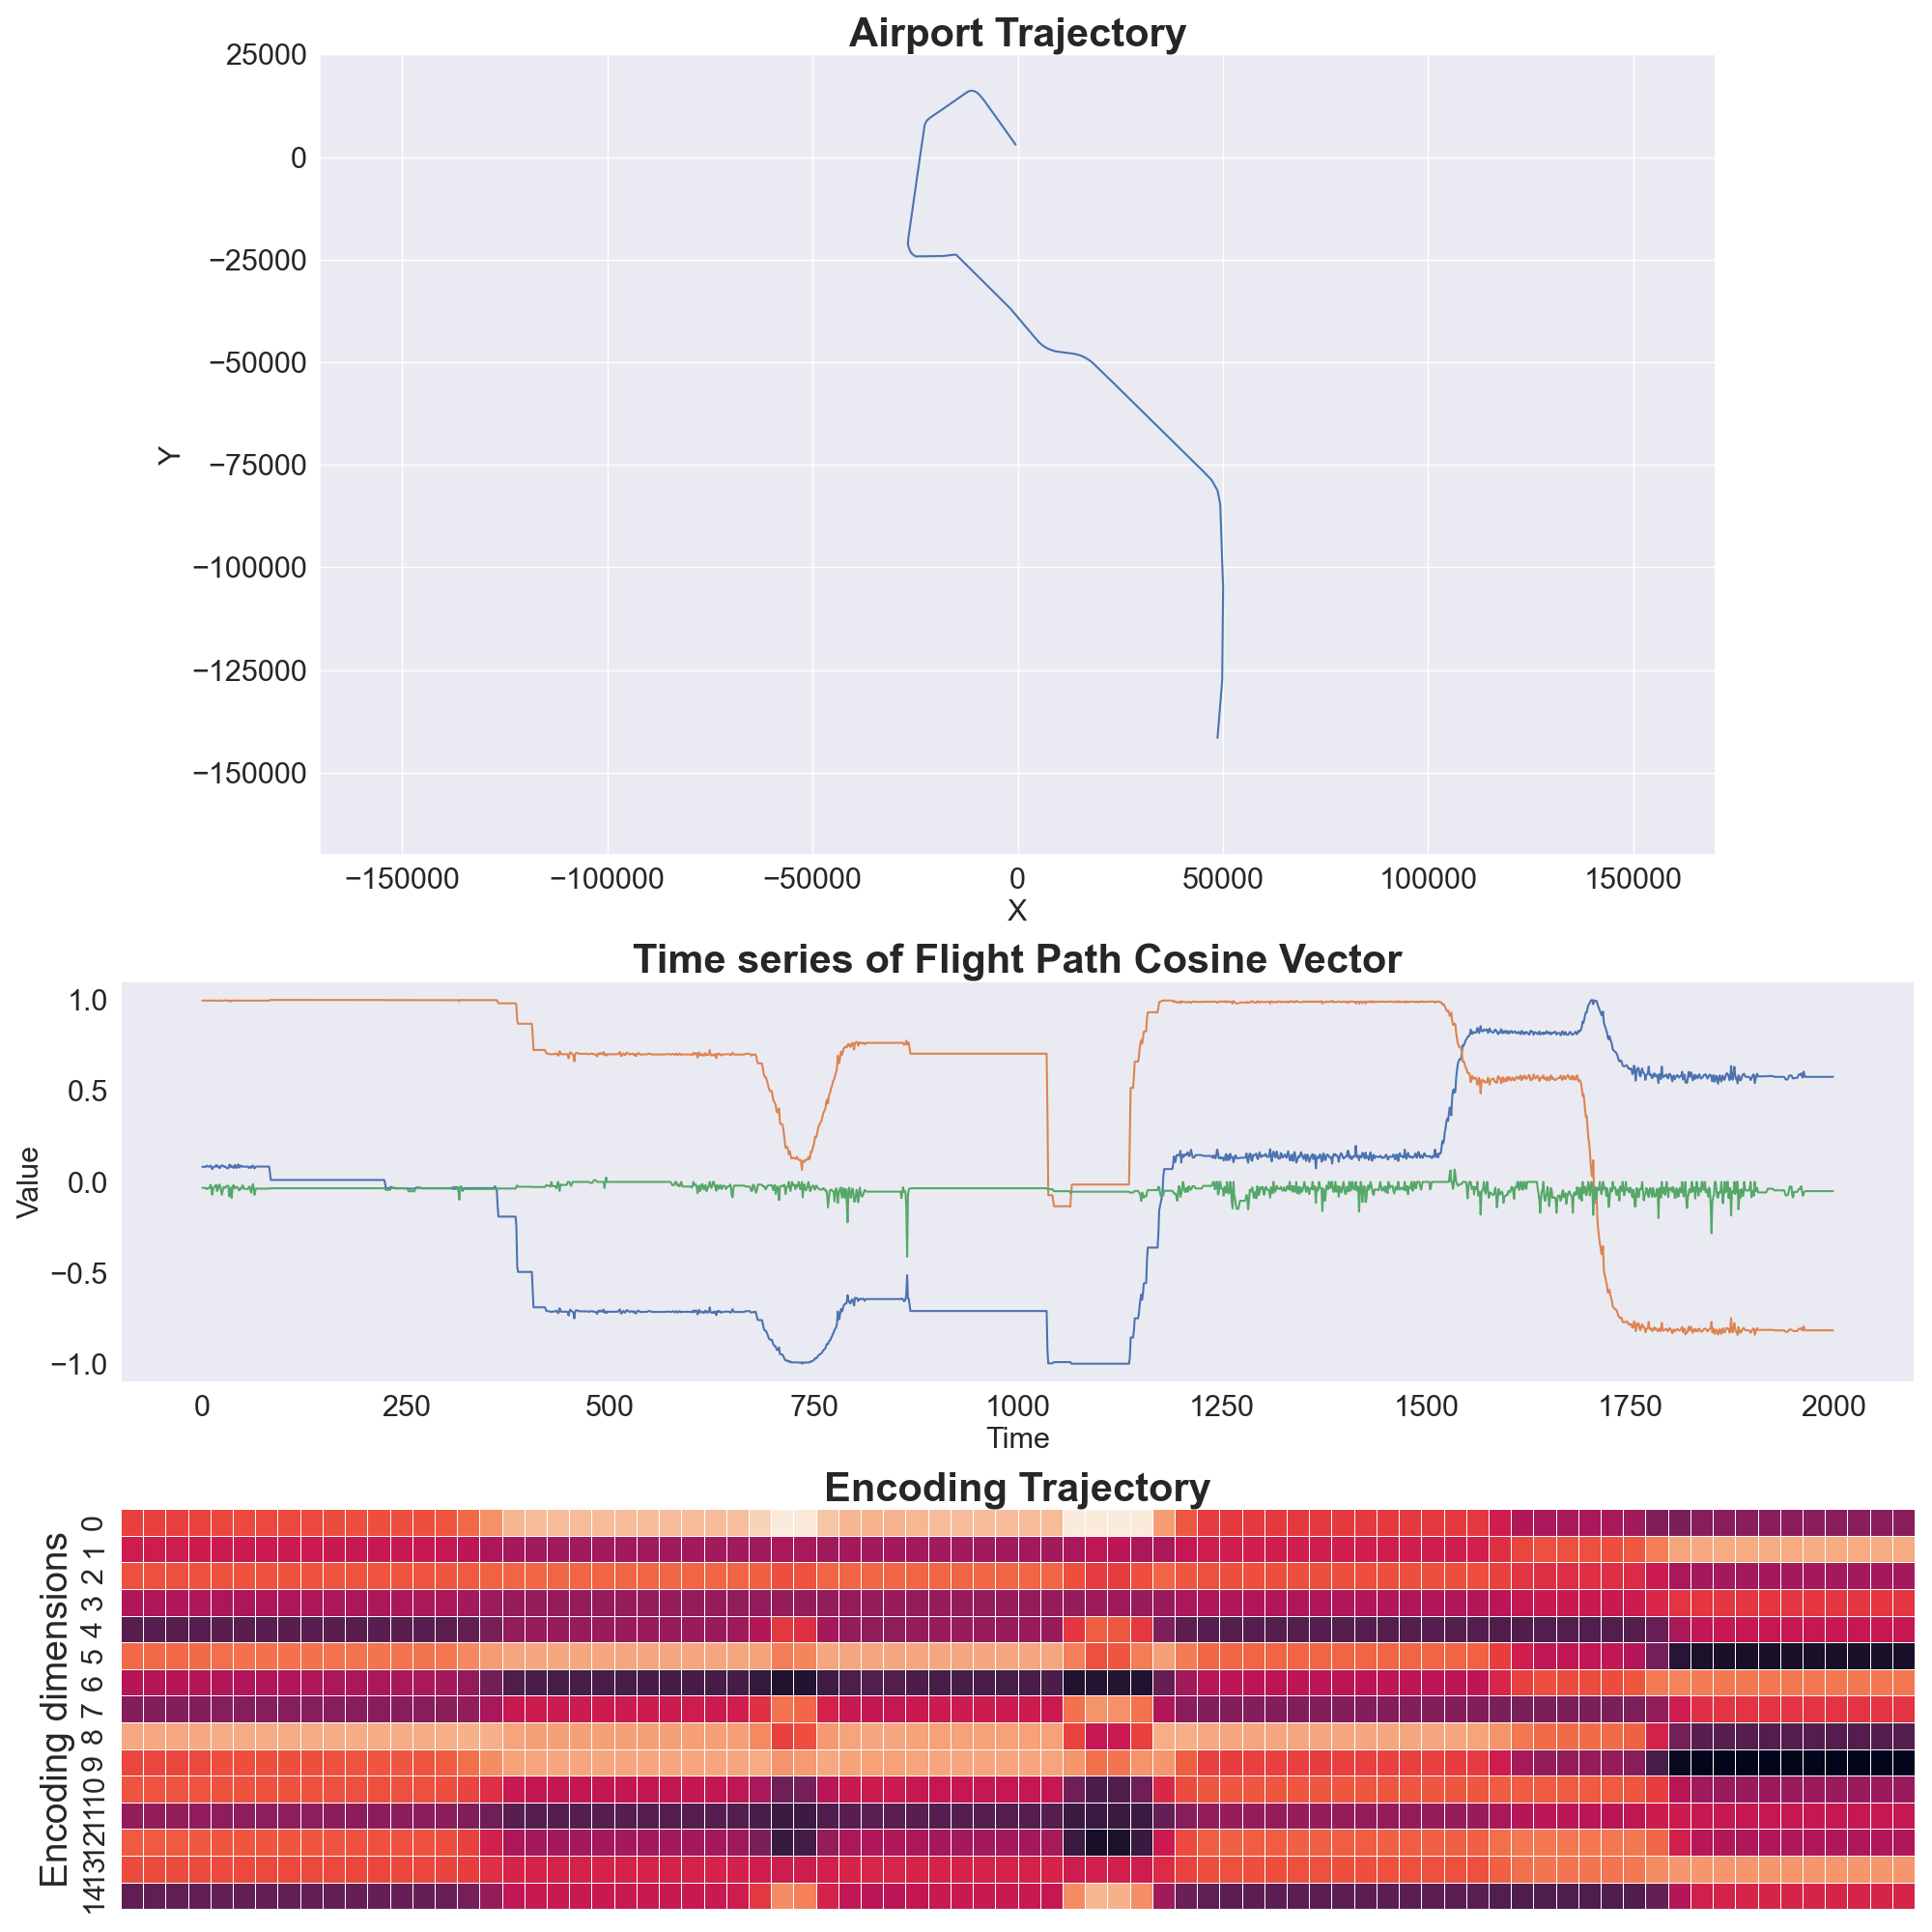 Airport Trajectory
25000
0
−25000
−50000
−75000
−100000
−125000
−150000
Y
−150000 −100000 −50000 0 50000 100000 150000
X
Time series of Flight Path Cosine Vector
1.0
0.5
0.0
−0.5
−1.0
Value
0 250 500 750 1000 1250 1500 1750 2000
Time
Encoding Trajectory
Encoding dimensions
0
1
2
3
4
5
6
7
8
9
10
11
12
13
14